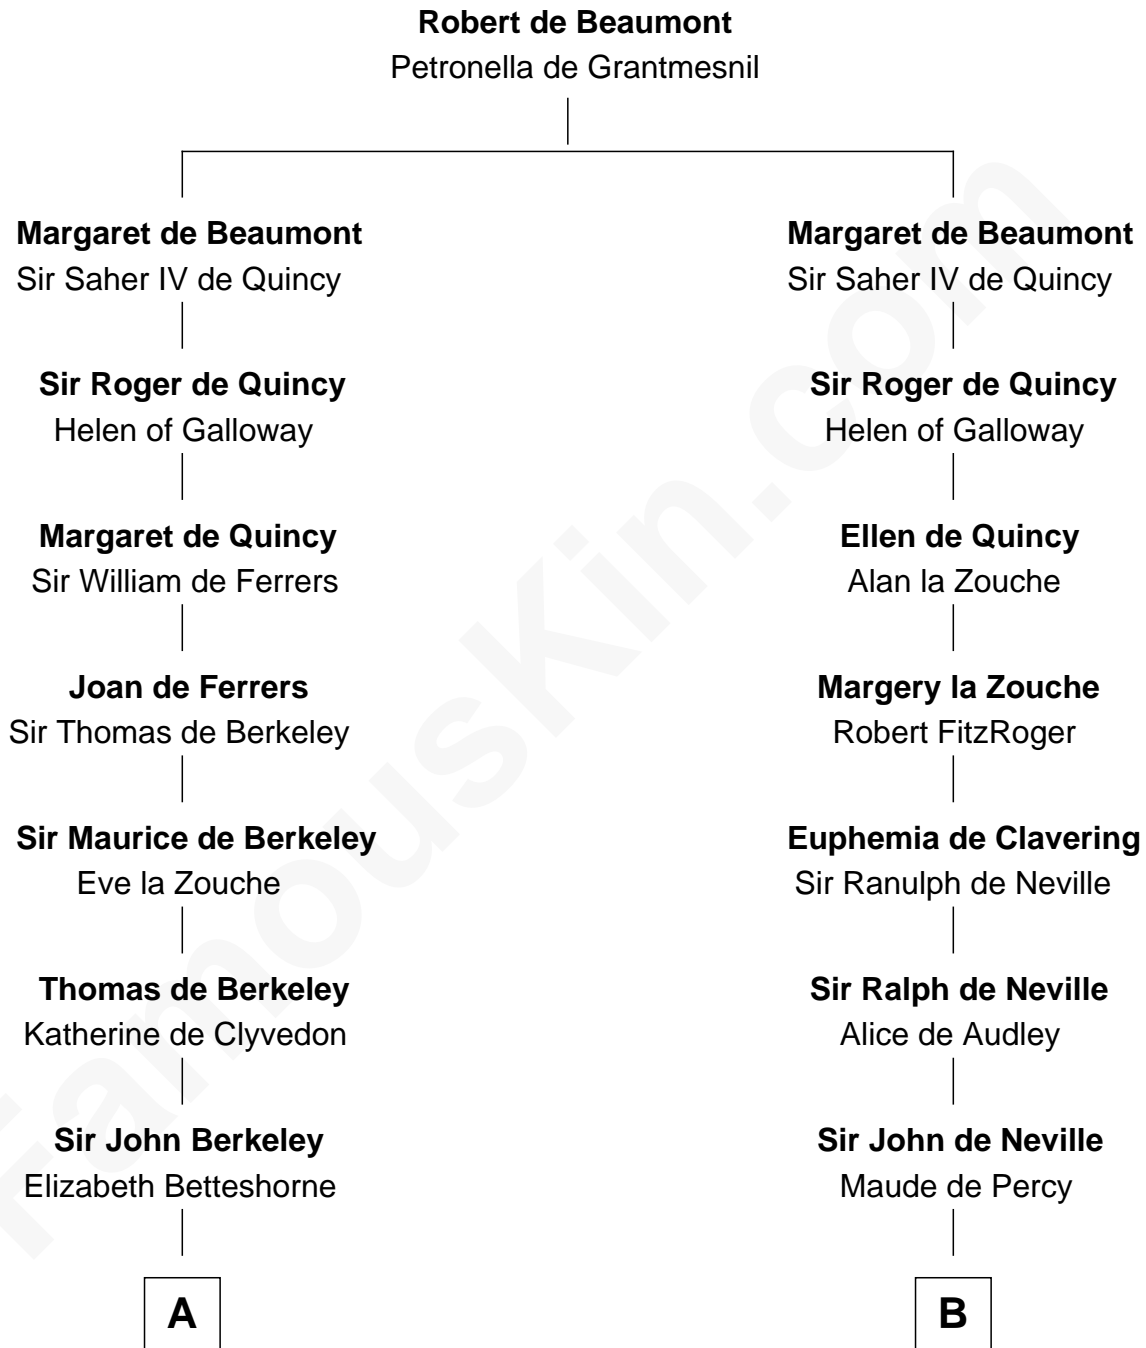 Robert de Beaumont
Petronella de Grantmesnil
Margaret de Beaumont
Sir Saher IV de Quincy
Sir Roger de Quincy
Helen of Galloway
Margaret de Quincy
Sir William de Ferrers
Joan de Ferrers
Sir Thomas de Berkeley
Sir Maurice de Berkeley
Eve la Zouche
Thomas de Berkeley
Katherine de Clyvedon
Sir John Berkeley
Elizabeth Betteshorne
A
Margaret de Beaumont
Sir Saher IV de Quincy
Sir Roger de Quincy
Helen of Galloway
Ellen de Quincy
Alan la Zouche
Margery la Zouche
Robert FitzRoger
Euphemia de Clavering
Sir Ranulph de Neville
Sir Ralph de Neville
Alice de Audley
Sir John de Neville
Maude de Percy
B
FamousKin.com